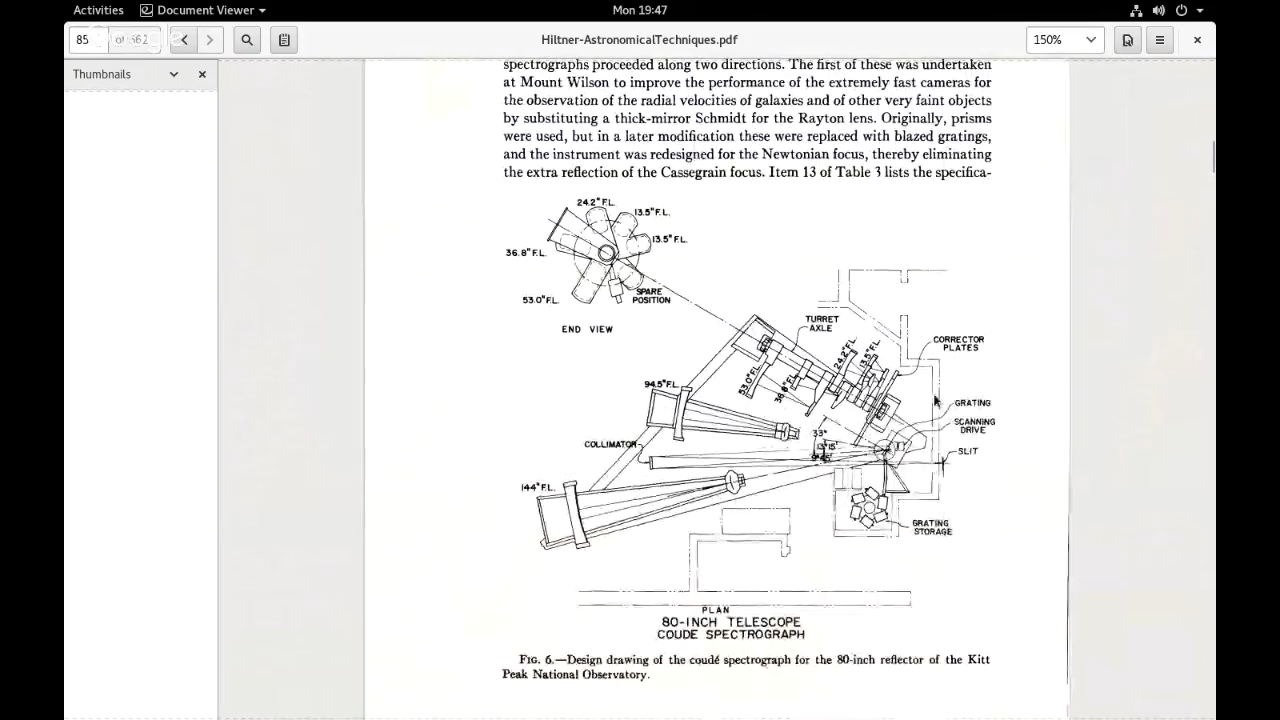 Activities
Document Viewer
Mon 19:47
85
of 662
Hiltner-AstronomicalTechniques.pdf
150%
Thumbnails
spectrographs proceeded along two directions. The first of these was undertaken
at Mount Wilson to improve the performance of the extremely fast cameras for
the observation of the radial velocities of galaxies and of other very faint objects
by substituting a thick-mirror Schmidt for the Rayton lens. Originally, prisms
were used, but in a later modification these were replaced with blazed gratings,
and the instrument was redesigned for the Newtonian focus, thereby eliminating
the extra reflection of the Cassegrain focus. Item 13 of Table 3 lists the specifica-
24.2" F.L.
13.5" F.L.
13.5" F.L.
36.8" F.L.
53.0" F.L.
SPARE
POSITION
END VIEW
TURRET
AXLE
24.2" F.L.
13.5" F.L.
CORRECTOR
PLATES
53.0" F.L.
36.8" F.L.
94.5" F.L.
GRATING
SCANNING
DRIVE
33°
13°15'
COLLIMATOR
SLIT
144" F.L.
GRATING
STORAGE
PLAN
80-INCH TELESCOPE
COUDE SPECTROGRAPH
FIG. 6.—Design drawing of the coudé spectrograph for the 80-inch reflector of the Kitt
Peak National Observatory.